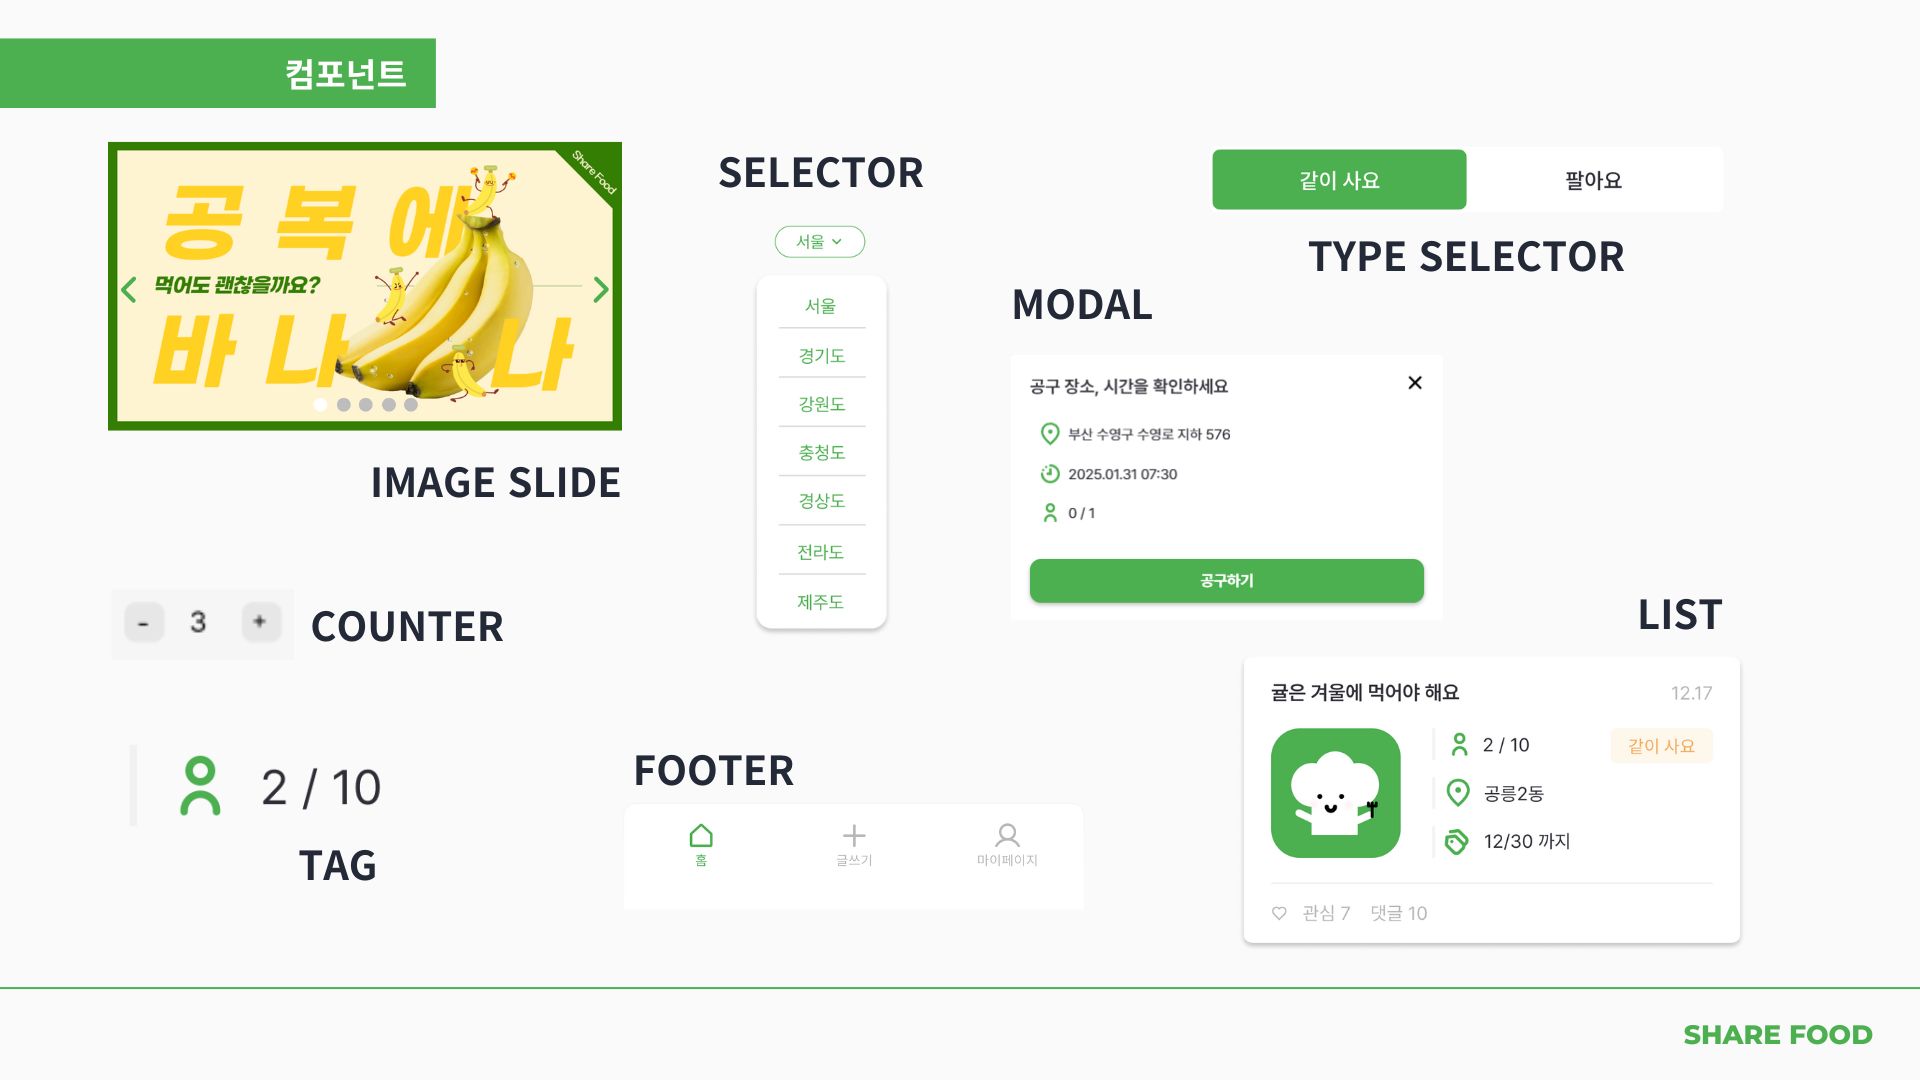 컴포넌트
Share Food
공복에
먹어도 괜찮을까요?
바나나
IMAGE SLIDE
SELECTOR
서울
서울
경기도
강원도
충청도
경상도
전라도
제주도
같이 사요
팔아요
TYPE SELECTOR
MODAL
공구 장소, 시간을 확인하세요
부산 수영구 수영로 지하 576
2025.01.31 07:30
0 / 1
공구하기
- 3 +
COUNTER
2 / 10
TAG
FOOTER
홈
글쓰기
마이페이지
LIST
귤은 겨울에 먹어야 해요
12.17
2 / 10
같이 사요
공릉2동
12/30 까지
관심 7 댓글 10
SHARE FOOD